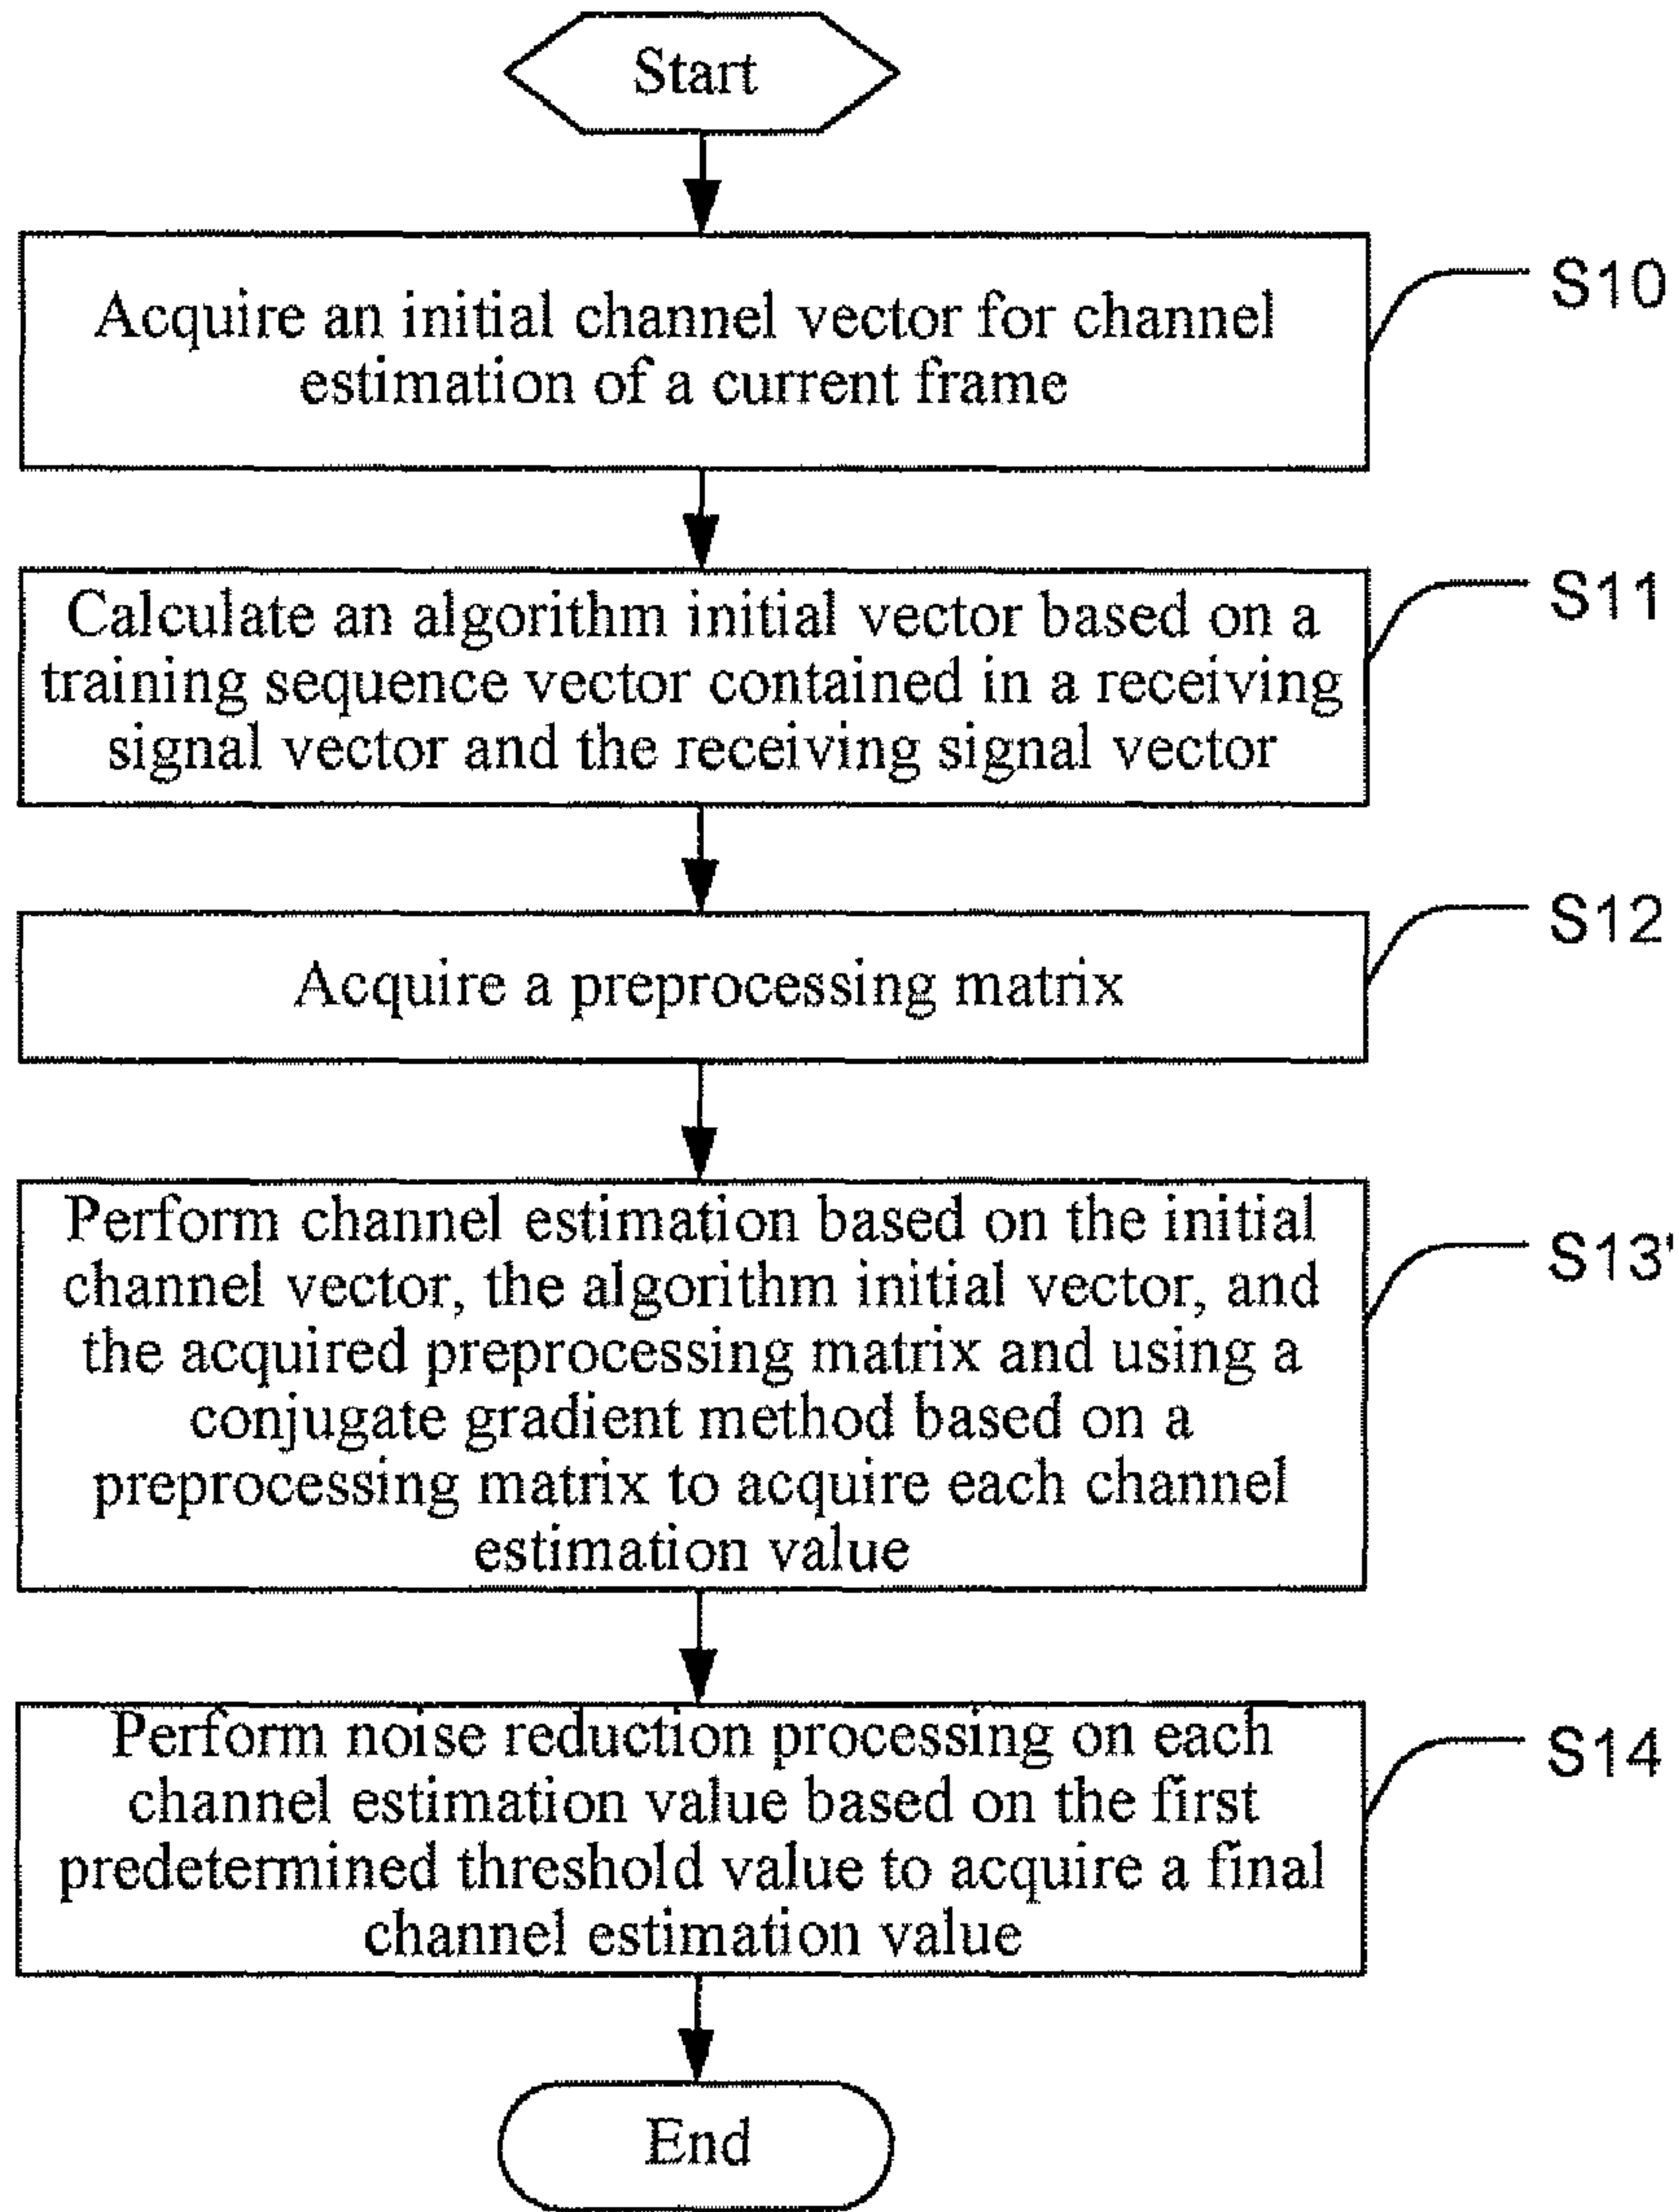 Start
Acquire an initial channel vector for channel
estimation of a current frame
S10
Calculate an algorithm initial vector based on a
training sequence vector contained in a receiving
signal vector and the receiving signal vector
S11
Acquire a preprocessing matrix
S12
Perform channel estimation based on the initial
channel vector, the algorithm initial vector, and
the acquired preprocessing matrix and using a
conjugate gradient method based on a
preprocessing matrix to acquire each channel
estimation value
S13'
Perform noise reduction processing on each
channel estimation value based on the first
predetermined threshold value to acquire a final
channel estimation value
S14
End